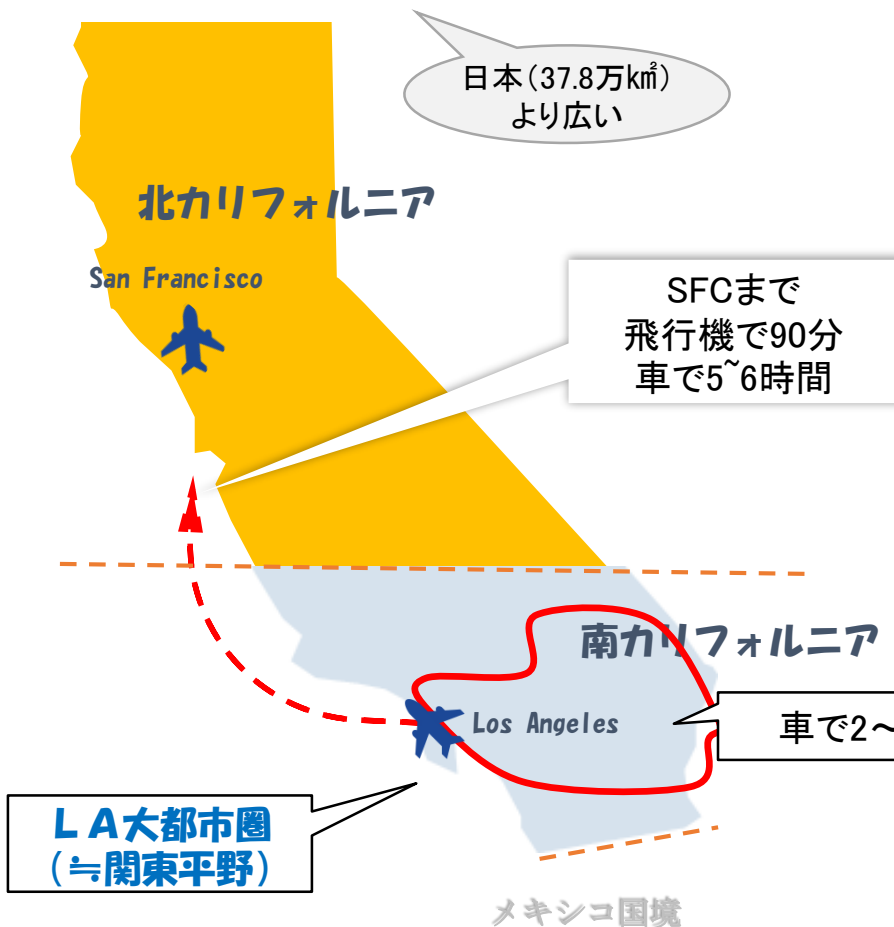 日本(37.8万㎢)
より広い
北カリフォルニア
San Francisco
SFCまで
飛行機で90分
車で5~6時間
南カリフォルニア
Los Angeles
車で2～
ＬＡ大都市圏
(≒関東平野)
メキシコ国境